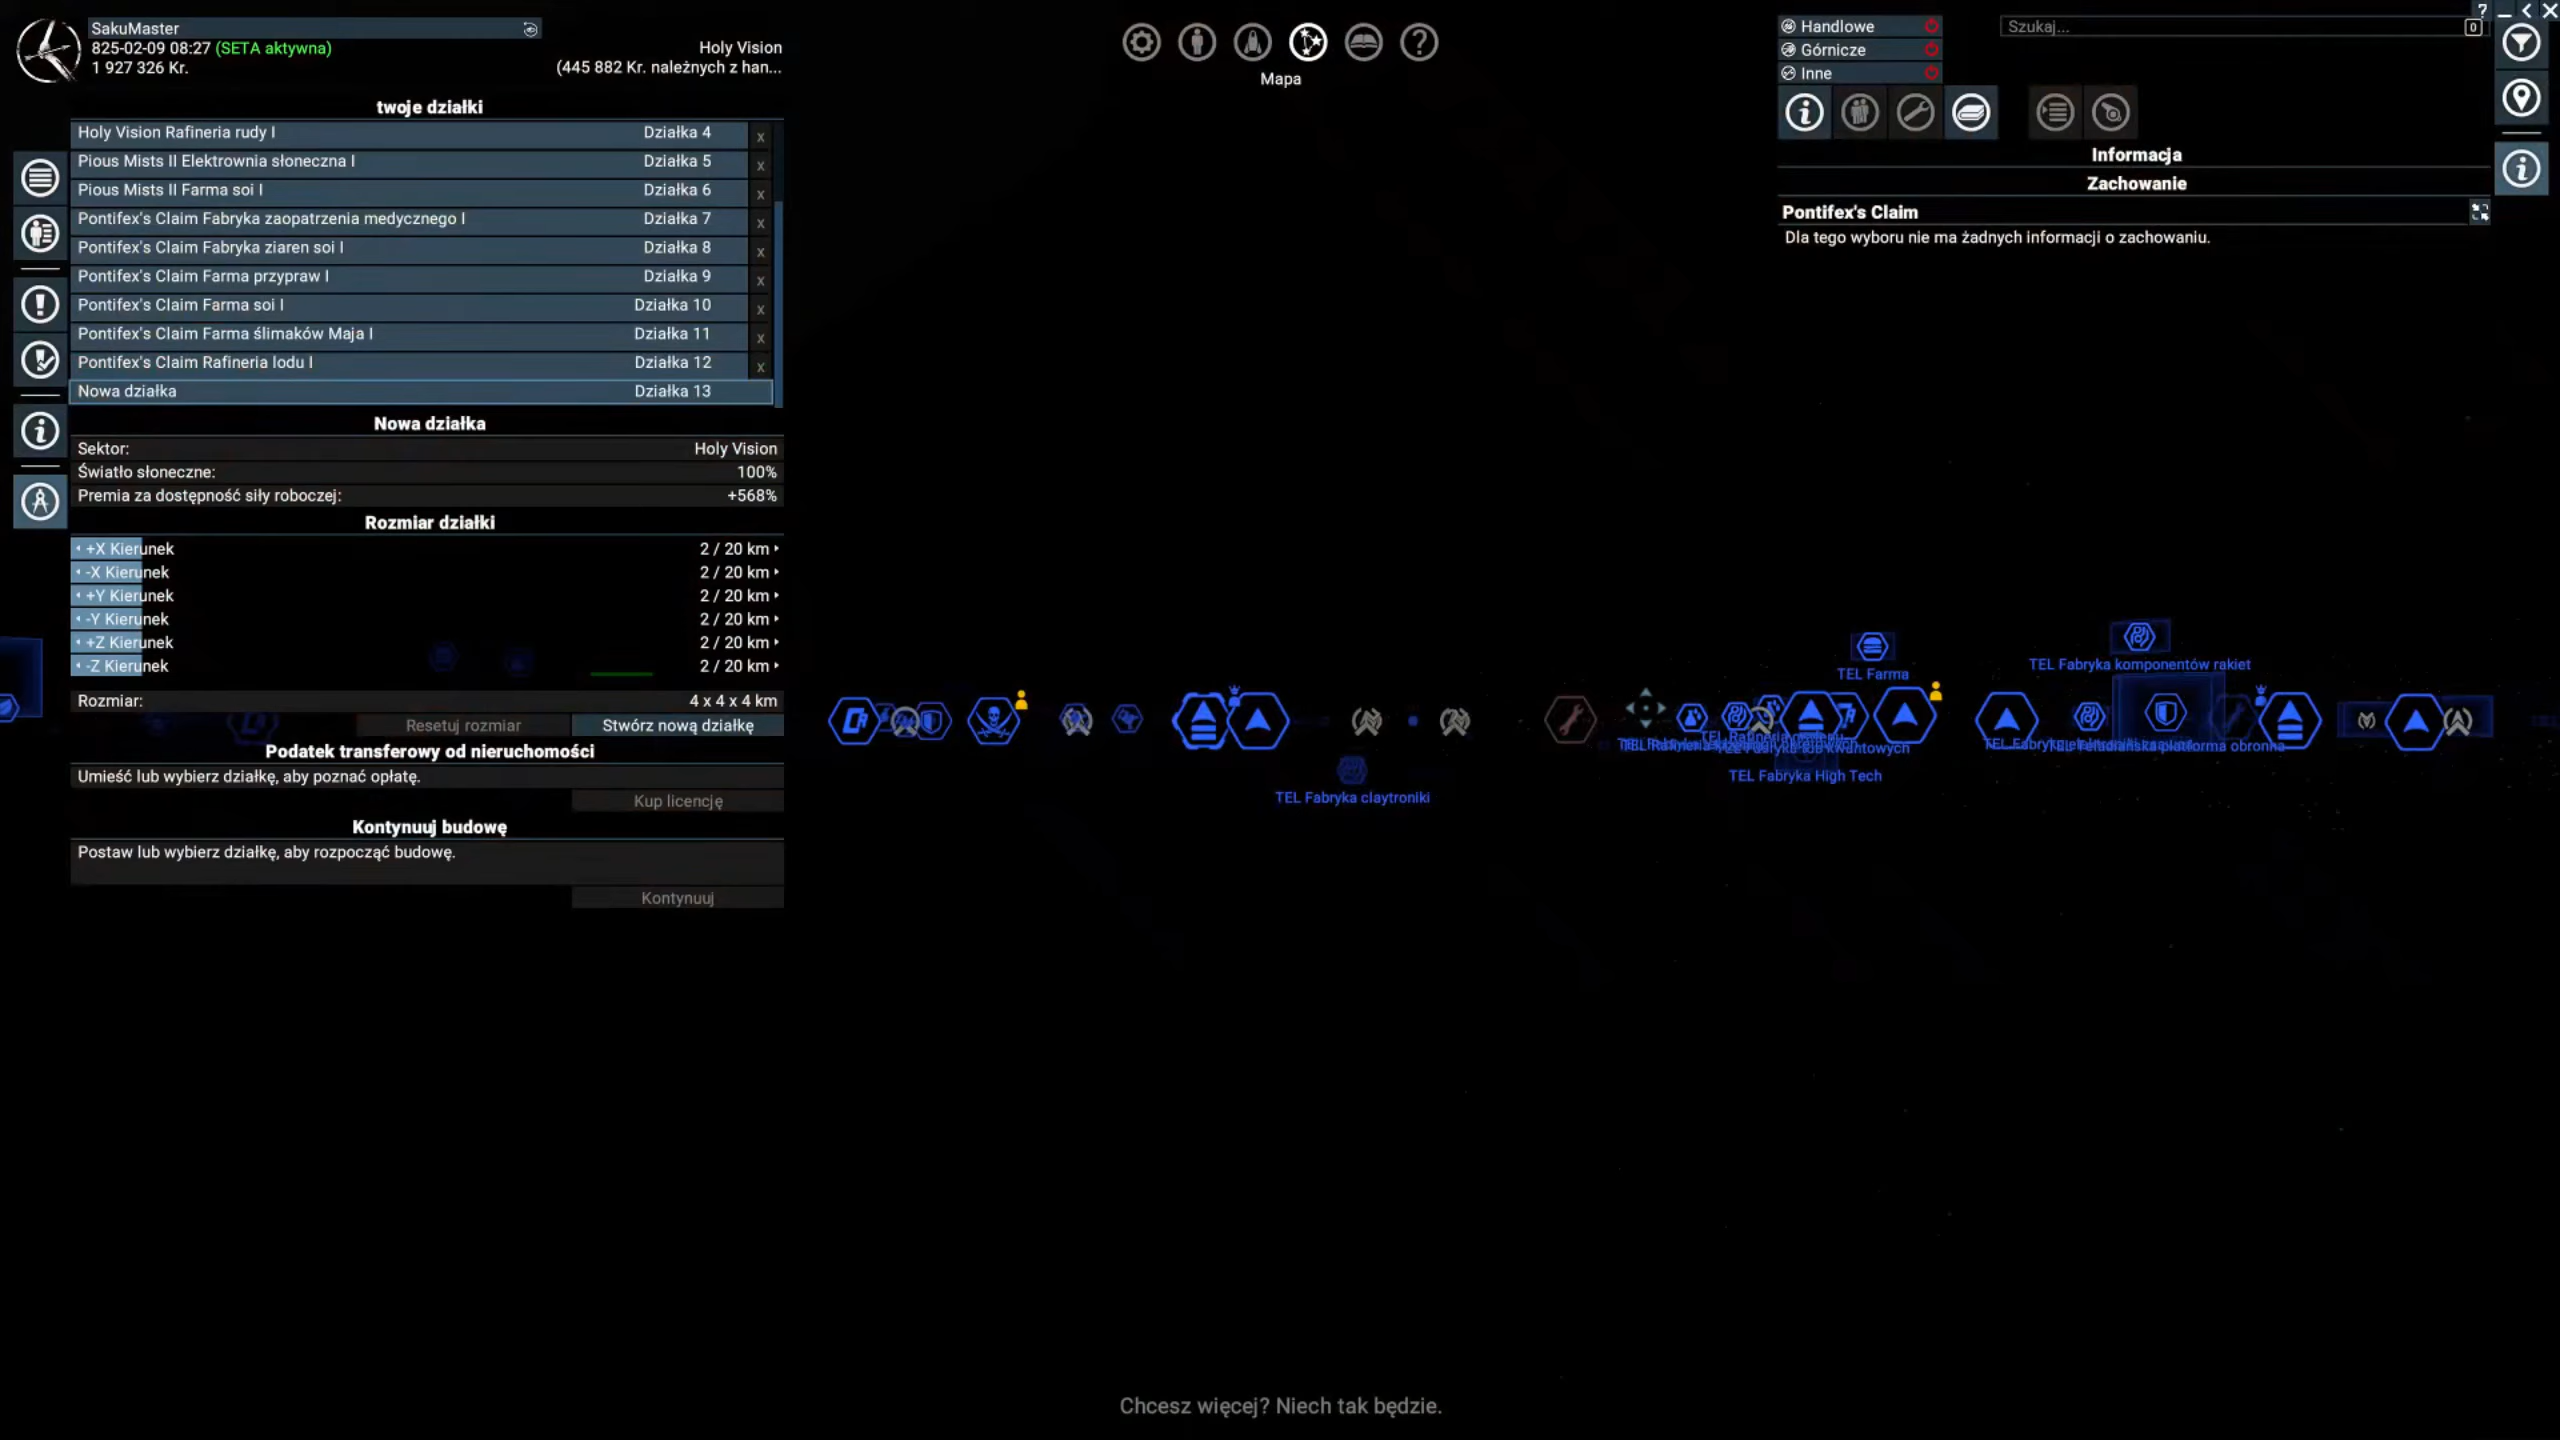 SakuMaster
825-02-09 08:27 (SETA aktywna)
1 927 326 Kr.
Holy Vision
(445 882 Kr. należnych z han...
twoje działki
Holy Vision Rafineria rudy I Działka 4 x
Pious Mists II Elektrownia słoneczna I Działka 5 x
Pious Mists II Farma soi I Działka 6 x
Pontifex's Claim Fabryka zaopatrzenia medycznego I Działka 7 x
Pontifex's Claim Fabryka ziaren soi I Działka 8 x
Pontifex's Claim Farma przypraw I Działka 9 x
Pontifex's Claim Farma soi I Działka 10 x
Pontifex's Claim Farma ślimaków Maja I Działka 11 x
Pontifex's Claim Rafineria lodu I Działka 12 x
Nowa działka Działka 13
Nowa działka
Sektor: Holy Vision
Światło słoneczne: 100%
Premia za dostępność siły roboczej: +568%
Rozmiar działki
+X Kierunek 2 / 20 km
-X Kierunek 2 / 20 km
+Y Kierunek 2 / 20 km
-Y Kierunek 2 / 20 km
+Z Kierunek 2 / 20 km
-Z Kierunek 2 / 20 km
Rozmiar: 4 x 4 x 4 km
Resetuj rozmiar Stwórz nową działkę
Podatek transferowy od nieruchomości
Umieść lub wybierz działkę, aby poznać opłatę.
Kup licencję
Kontynuuj budowę
Postaw lub wybierz działkę, aby rozpocząć budowę.
Kontynuuj
Mapa
Handlowe
Górnicze
Inne
Szukaj...
0
Informacja
Zachowanie
Pontifex's Claim
Dla tego wyboru nie ma żadnych informacji o zachowaniu.
TEL Farma
TEL Fabryka komponentów rakiet
TEL Fabryka High Tech
TEL Fabryka claytroniki
Chcesz więcej? Niech tak będzie.